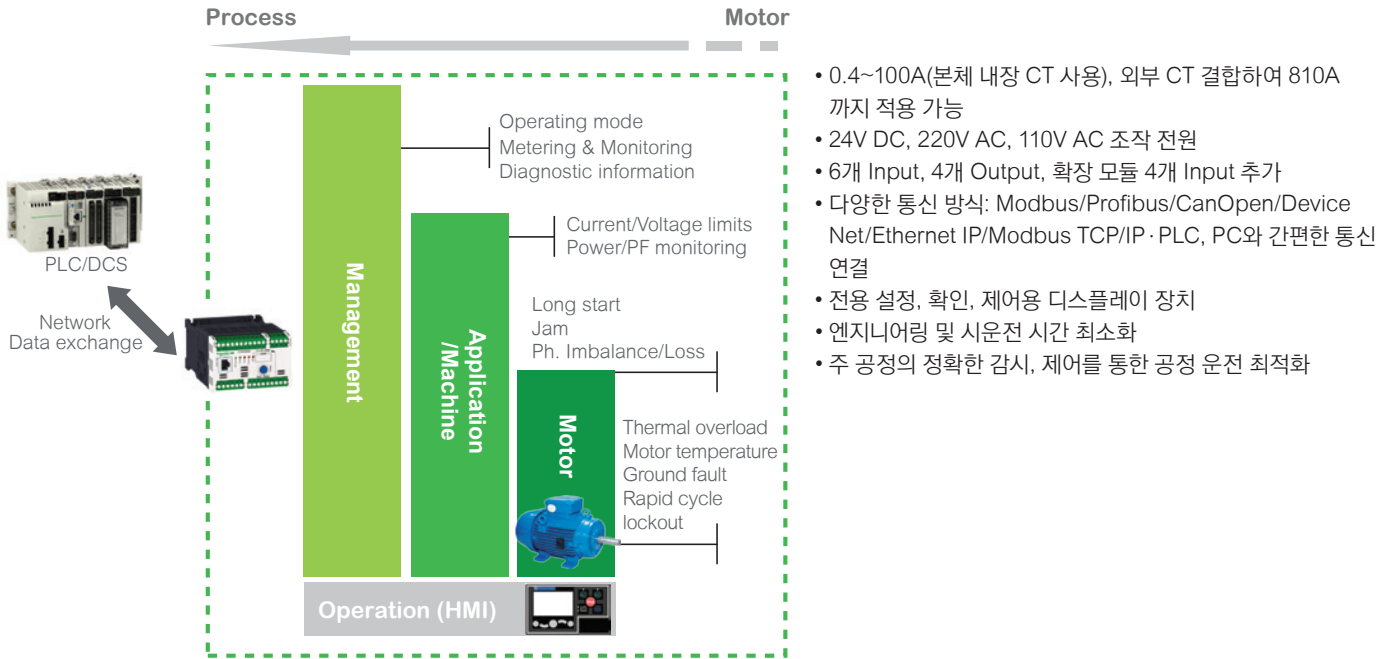 Process
Motor
Operating mode
Metering & Monitoring
Diagnostic information
Current/Voltage limits
Power/PF monitoring
Long start
Jam
Ph. Imbalance/Loss
Thermal overload
Motor temperature
Ground fault
Rapid cycle
lockout
PLC/DCS
Network
Data exchange
Management
Application
/Machine
Motor
Operation (HMI)
• 0.4~100A(본체 내장 CT 사용), 외부 CT 결합하여 810A
까지 적용 가능
• 24V DC, 220V AC, 110V AC 조작 전원
• 6개 Input, 4개 Output, 확장 모듈 4개 Input 추가
• 다양한 통신 방식: Modbus/Profibus/CanOpen/Device
Net/Ethernet IP/Modbus TCP/IP · PLC, PC와 간편한 통신
연결
• 전용 설정, 확인, 제어용 디스플레이 장치
• 엔지니어링 및 시운전 시간 최소화
• 주 공정의 정확한 감시, 제어를 통한 공정 운전 최적화